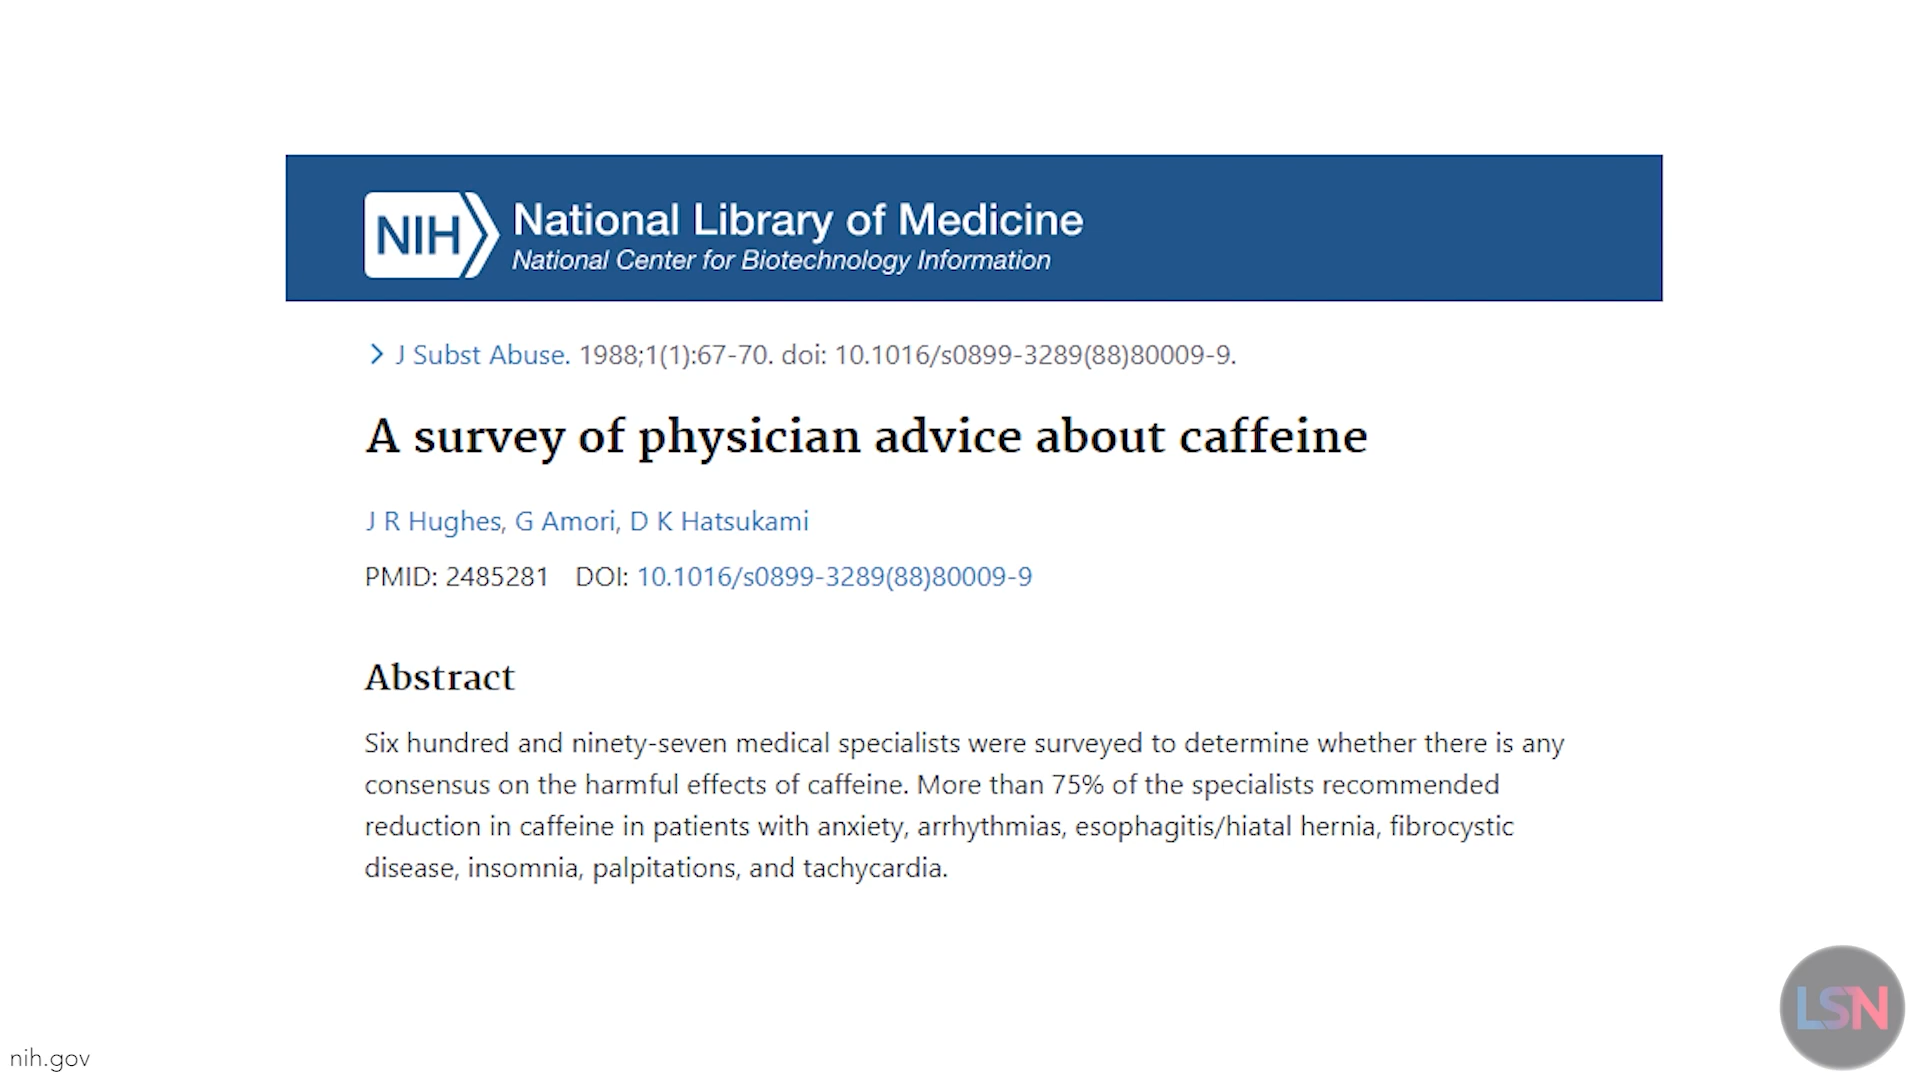 NIH
National Library of Medicine
National Center for Biotechnology Information
J Subst Abuse. 1988;1(1):67-70. doi: 10.1016/s0899-3289(88)80009-9.
A survey of physician advice about caffeine
J R Hughes, G Amori, D K Hatsukami
PMID: 2485281 DOI: 10.1016/s0899-3289(88)80009-9
Abstract
Six hundred and ninety-seven medical specialists were surveyed to determine whether there is any
consensus on the harmful effects of caffeine. More than 75% of the specialists recommended
reduction in caffeine in patients with anxiety, arrhythmias, esophagitis/hiatal hernia, fibrocystic
disease, insomnia, palpitations, and tachycardia.
LSN
nih.gov